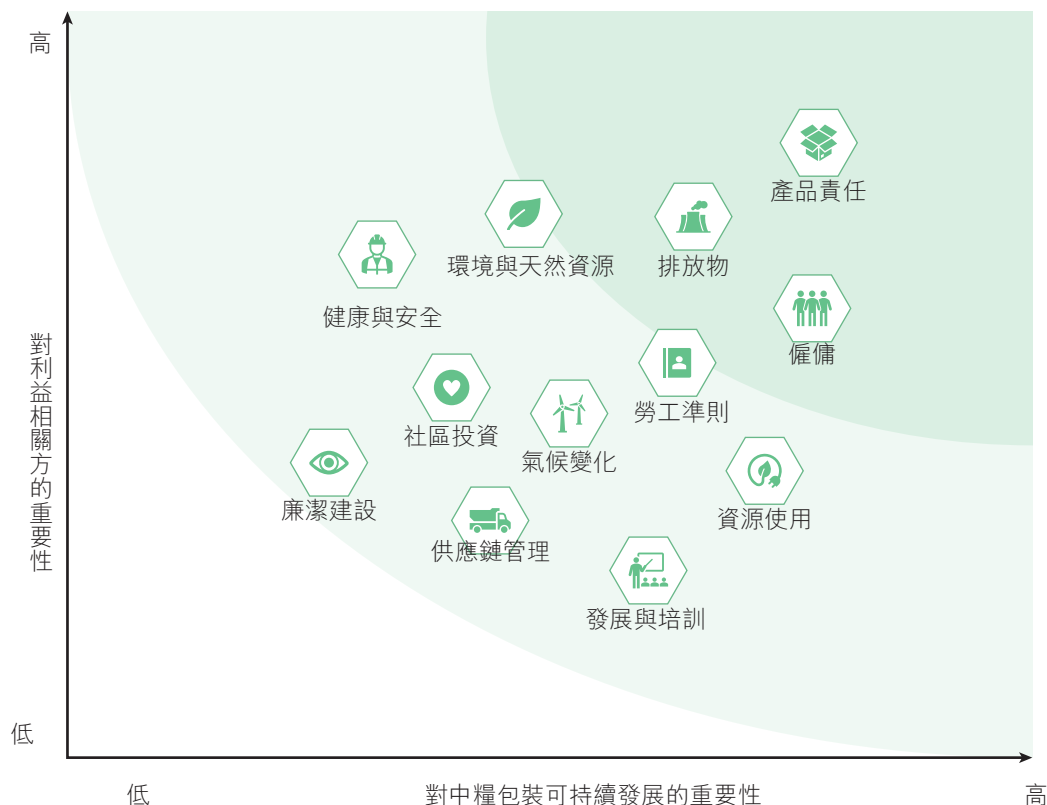 高
產品責任
環境與天然資源
排放物
健康與安全
僱傭
對利益相關方的重要性
勞工準則
社區投資
氣候變化
廉潔建設
資源使用
供應鏈管理
發展與培訓
低
低
對中糧包裝可持續發展的重要性
高